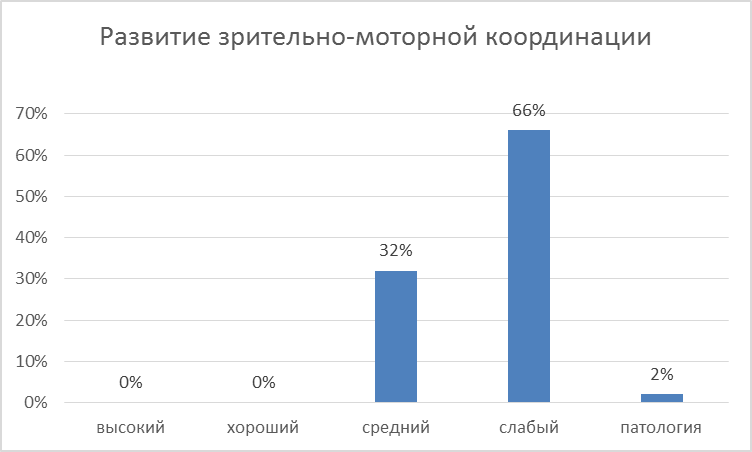 Развитие зрительно-моторной координации
70%
60%
50%
40%
30%
20%
10%
0%
0%
0%
32%
66%
2%
высокий
хороший
средний
слабый
патология